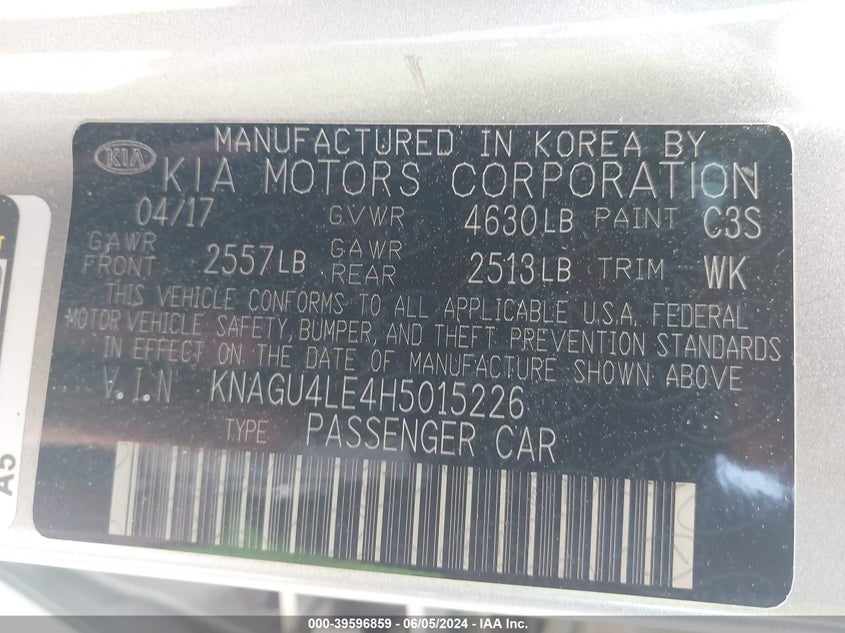 KIA
MANUFACTURED IN KOREA BY
KIA MOTORS CORPORATION
04/17 GVWR 4630LB PAINT C3S
GAWR FRONT 2557LB GAWR REAR 2513LB TRIM WK
THIS VEHICLE CONFORMS TO ALL APPLICABLE U.S.A. FEDERAL
MOTOR VEHICLE SAFETY, BUMPER, AND THEFT PREVENTION STANDARDS
IN EFFECT ON THE DATE OF MANUFACTURE SHOWN ABOVE
V.I.N KNAGU4LE4H5015226
TYPE PASSENGER CAR
A5
000-39596859 - 06/05/2024 - IAA Inc.